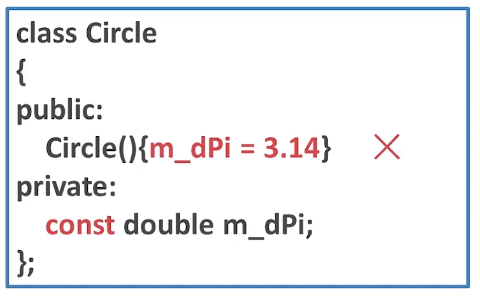 class Circle
{
public:
Circle(){m_dPi = 3.14}
private:
const double m_dPi;
};